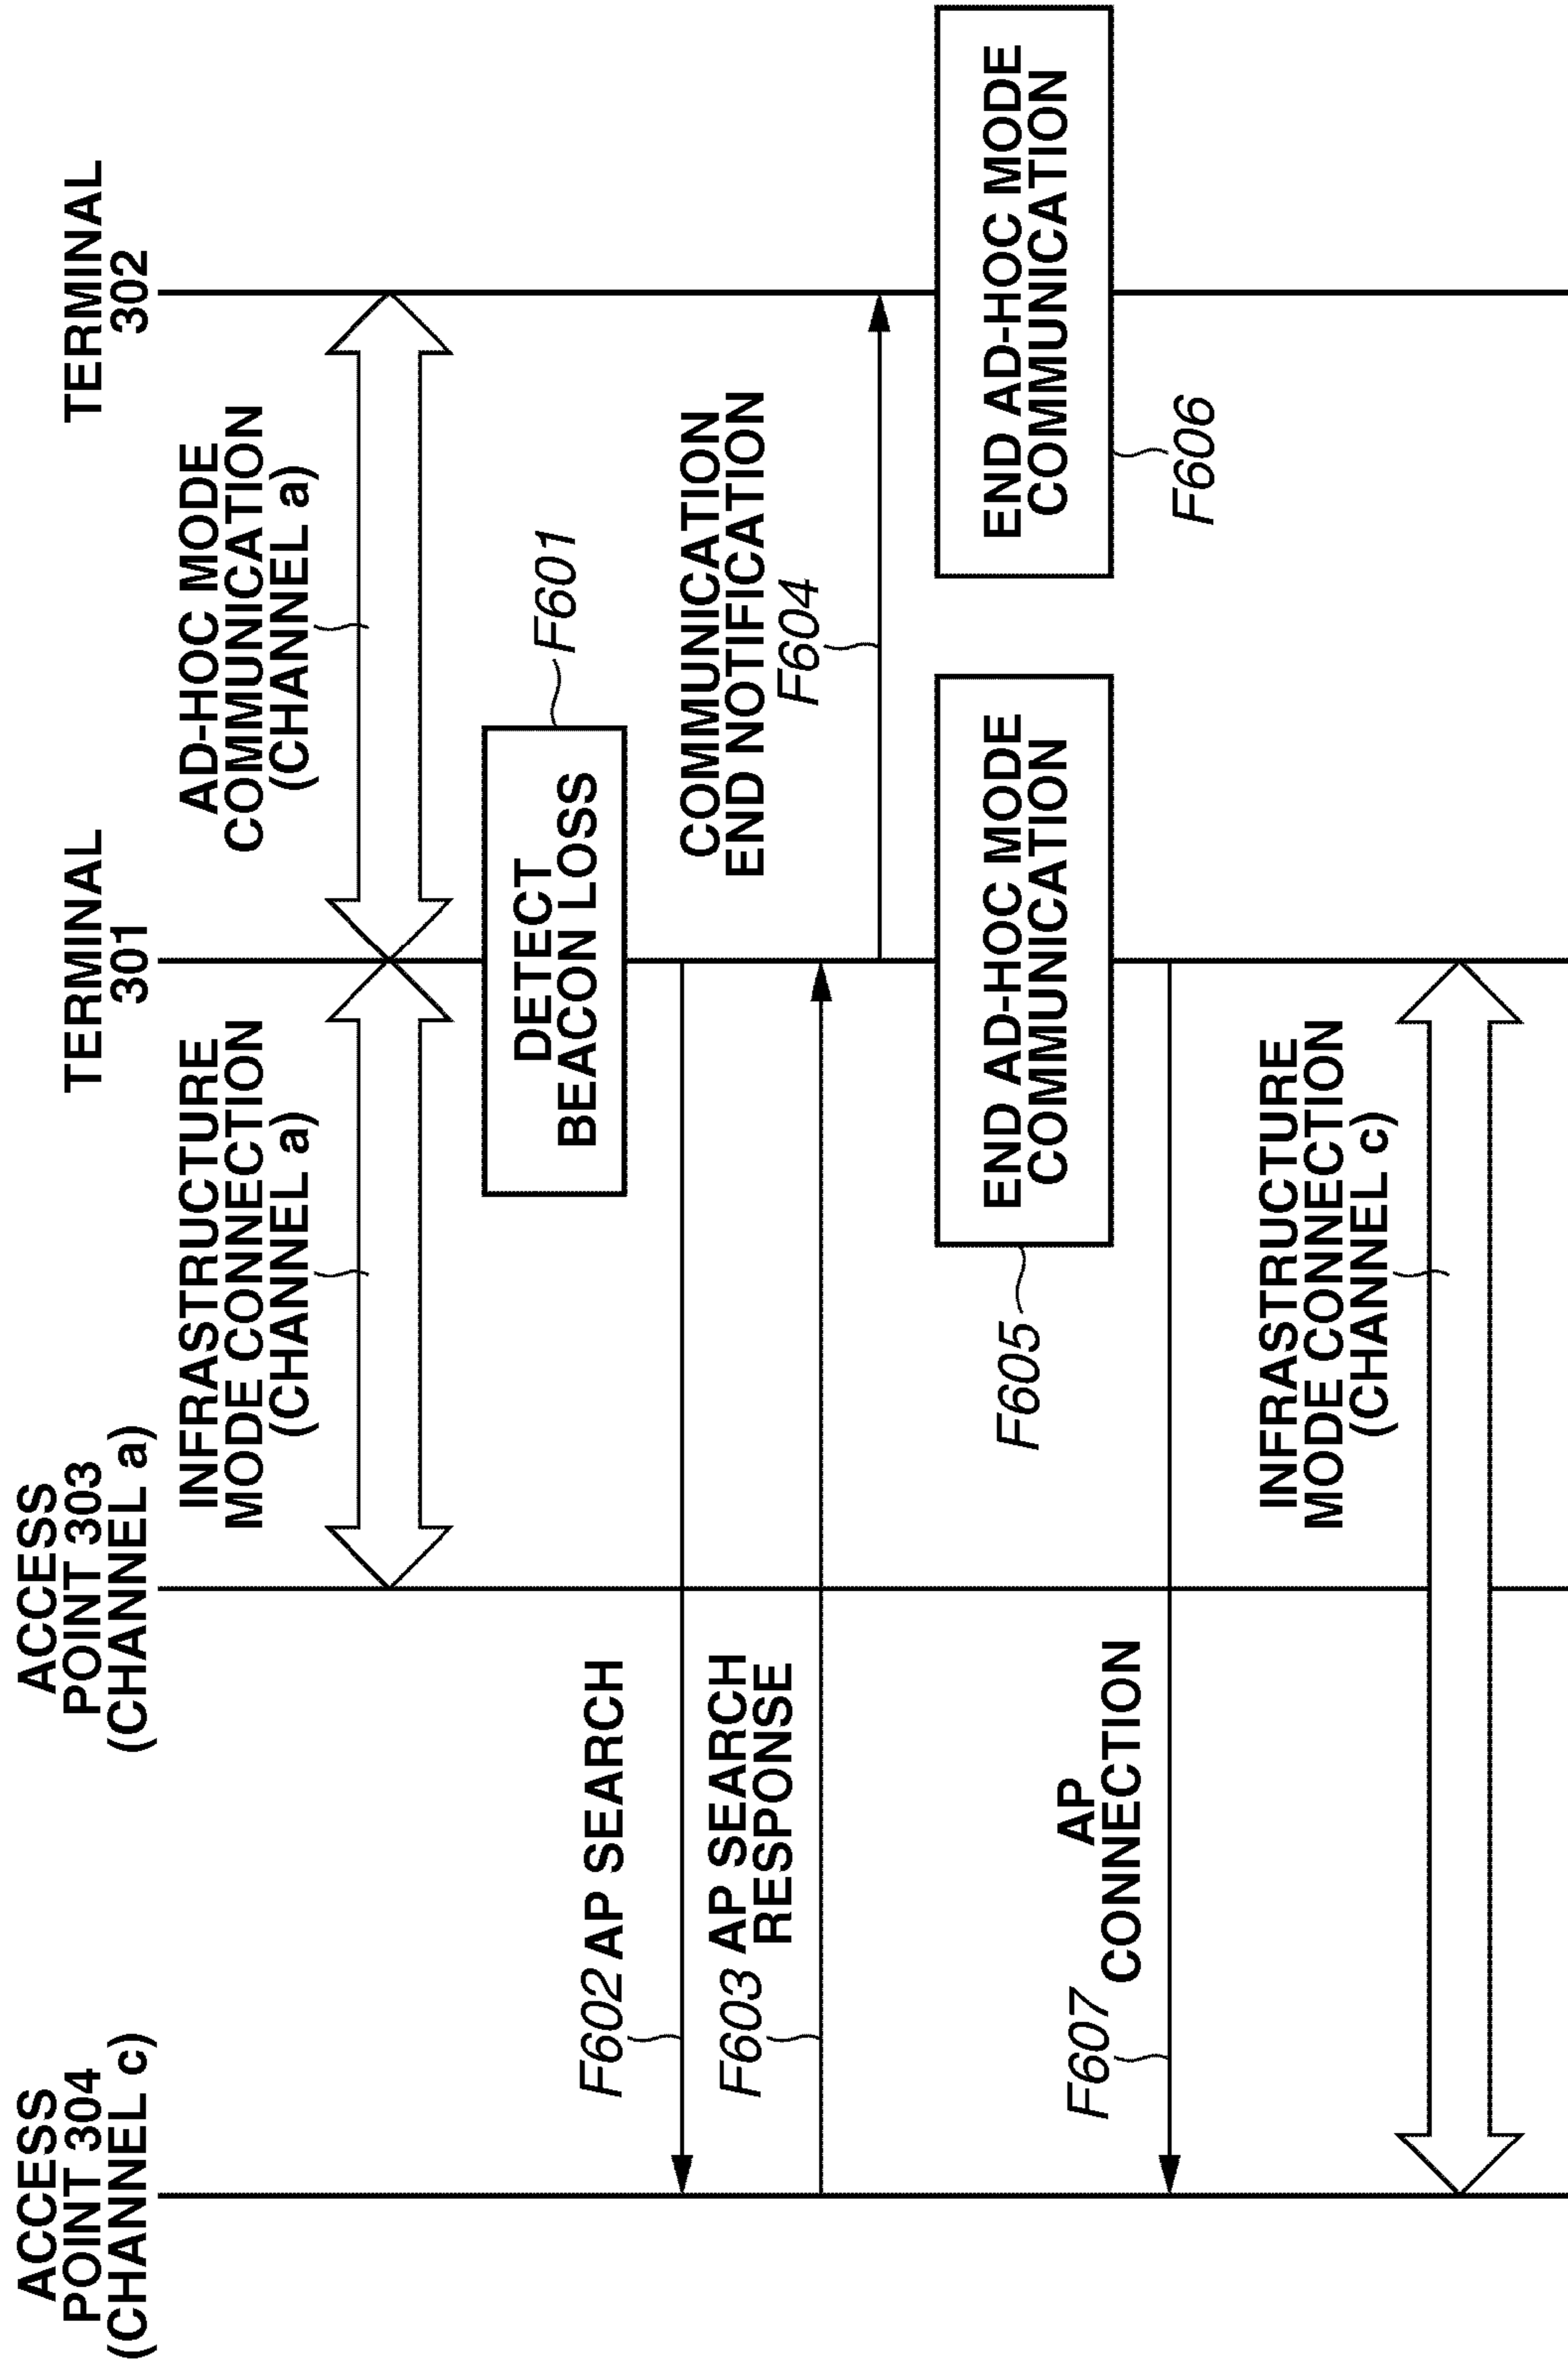 ACCESS
POINT 304
(CHANNEL c)
ACCESS
POINT 303
(CHANNEL a)
TERMINAL
301
TERMINAL
302
INFRASTRUCTURE
MODE CONNECTION
(CHANNEL a)
AD-HOC MODE
COMMUNICATION
(CHANNEL a)
DETECT
BEACON LOSS
F601
F602 AP SEARCH
F603 AP SEARCH
RESPONSE
COMMUNICATION
END NOTIFICATION
F604
END AD-HOC MODE
COMMUNICATION
F605
END AD-HOC MODE
COMMUNICATION
F606
AP
CONNECTION
F607
INFRASTRUCTURE
MODE CONNECTION
(CHANNEL c)